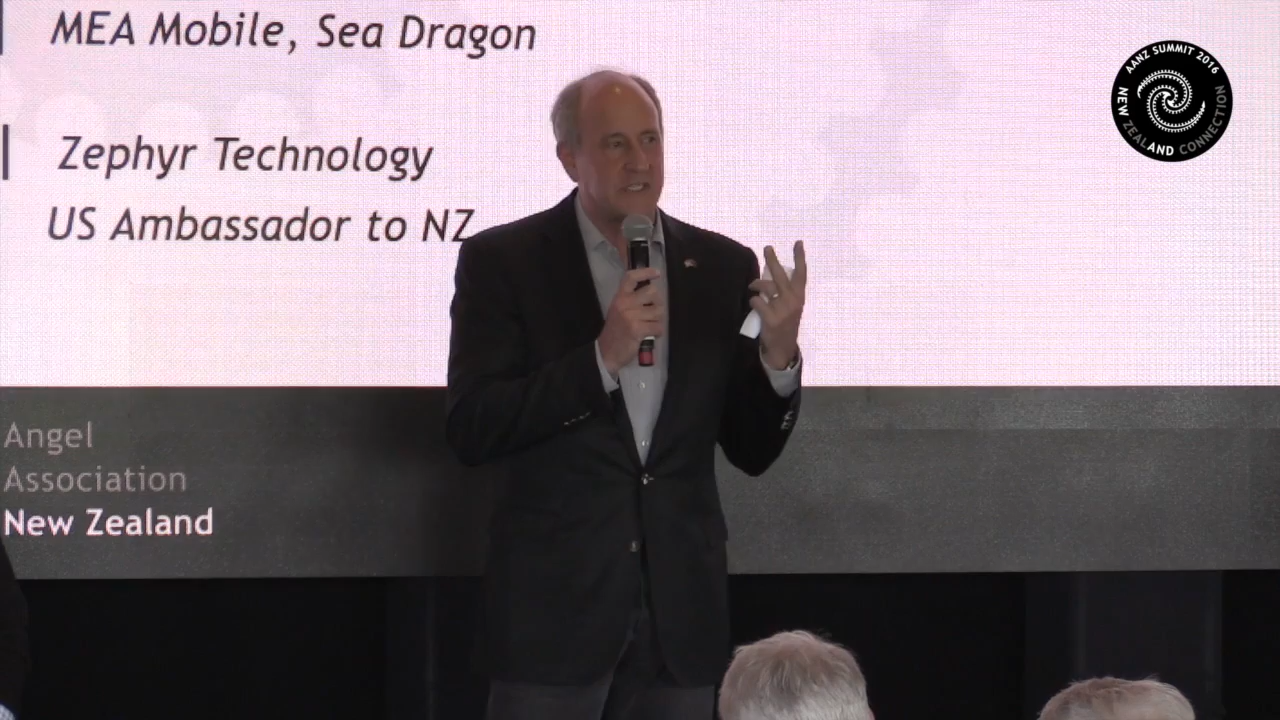 MEA Mobile, Sea Dragon
Zephyr Technology
US Ambassador to NZ
AANZ SUMMIT 2016
NEW ZEALAND CONNECTION
Angel
Association
New Zealand